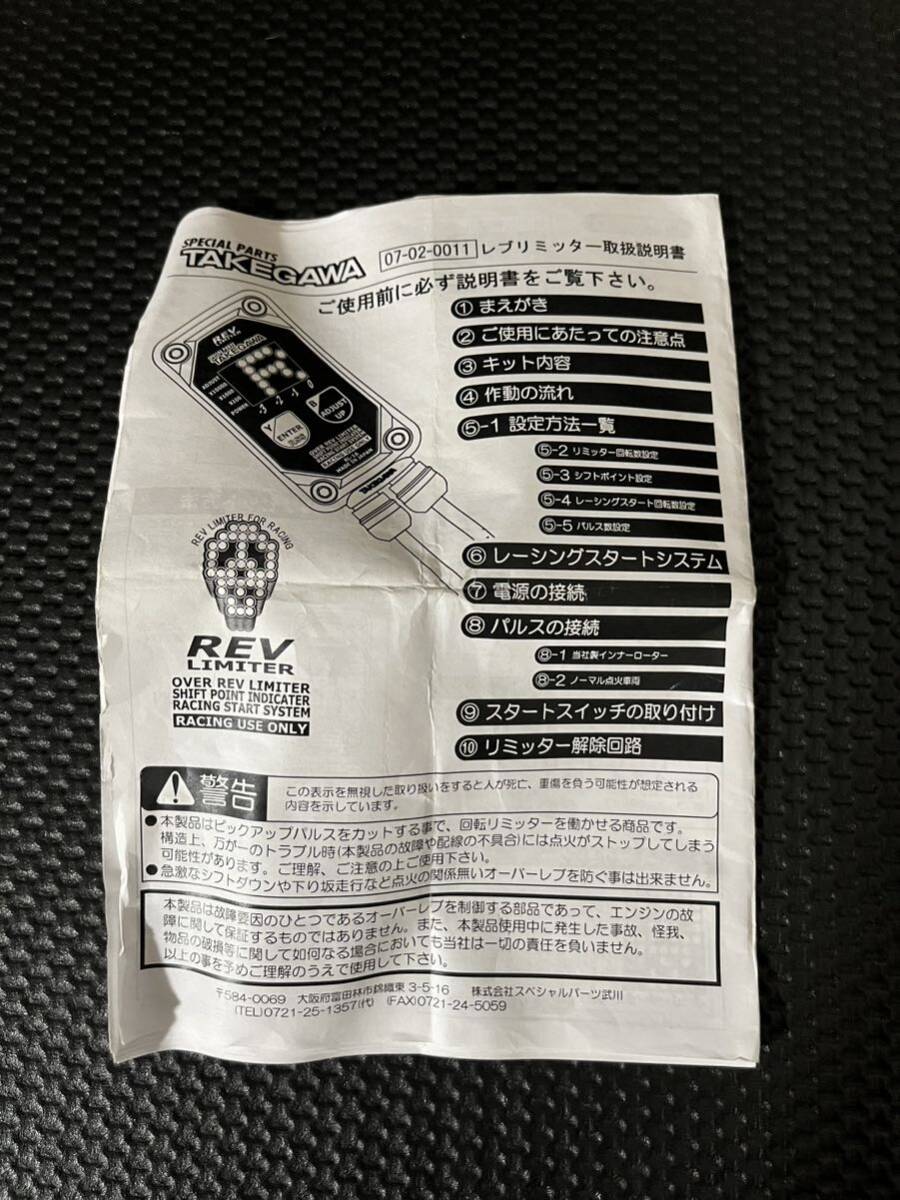 SPECIAL PARTS
TAKEGAWA
07-02-0011 レブリミッター取扱説明書
ご使用前に必ず説明書をご覧下さい。
① まえがき
② ご使用にあたっての注意点
③ キット内容
④ 作動の流れ
⑤-1 設定方法一覧
⑤-2 リミッター回転数設定
⑤-3 シフトポイント設定
⑤-4 レーシングスタート回転数設定
⑤-5 パルス数設定
⑥ レーシングスタートシステム
⑦ 電源の接続
⑧ パルスの接続
⑧-1 当社製インナーローター
⑧-2 ノーマル点火車両
⑨ スタートスイッチの取り付け
⑩ リミッター解除回路
REV
TAKEGAWA
ADJUST
X10000
X1000
X100
POWER
-3 -2 -1 0
Y
ENTER
B
ADJUST
UP
OVER REV LIMITER
RACING USE ONLY
MADE IN JAPAN
REV LIMITER FOR RACING
REV
LIMITER
OVER REV LIMITER
SHIFT POINT INDICATER
RACING START SYSTEM
RACING USE ONLY
警告
この表示を無視した取り扱いをすると人が死亡、重傷を負う可能性が想定される
内容を示しています。
●本製品はピックアップパルスをカットする事で、回転リミッターを働かせる商品です。
構造上、万が一のトラブル時(本製品の故障や配線の不具合)には点火がストップしてしまう
可能性があります。ご理解、ご注意の上ご使用下さい。
●急激なシフトダウンや下り坂走行など点火の関係無いオーバーレブを防ぐ事は出来ません。
本製品は故障要因のひとつであるオーバーレブを制御する部品であって、エンジンの故
障に関して保証するものではありません。また、本製品使用中に発生した事故、怪我、
物品の破損等に関して如何なる場合においても当社は一切の責任を負いません。
以上の事を予めご理解のうえで使用して下さい。
〒584-0069 大阪府富田林市錦織東3-5-16 株式会社スペシャルパーツ武川
(TEL)0721-25-1357(代) (FAX)0721-24-5059